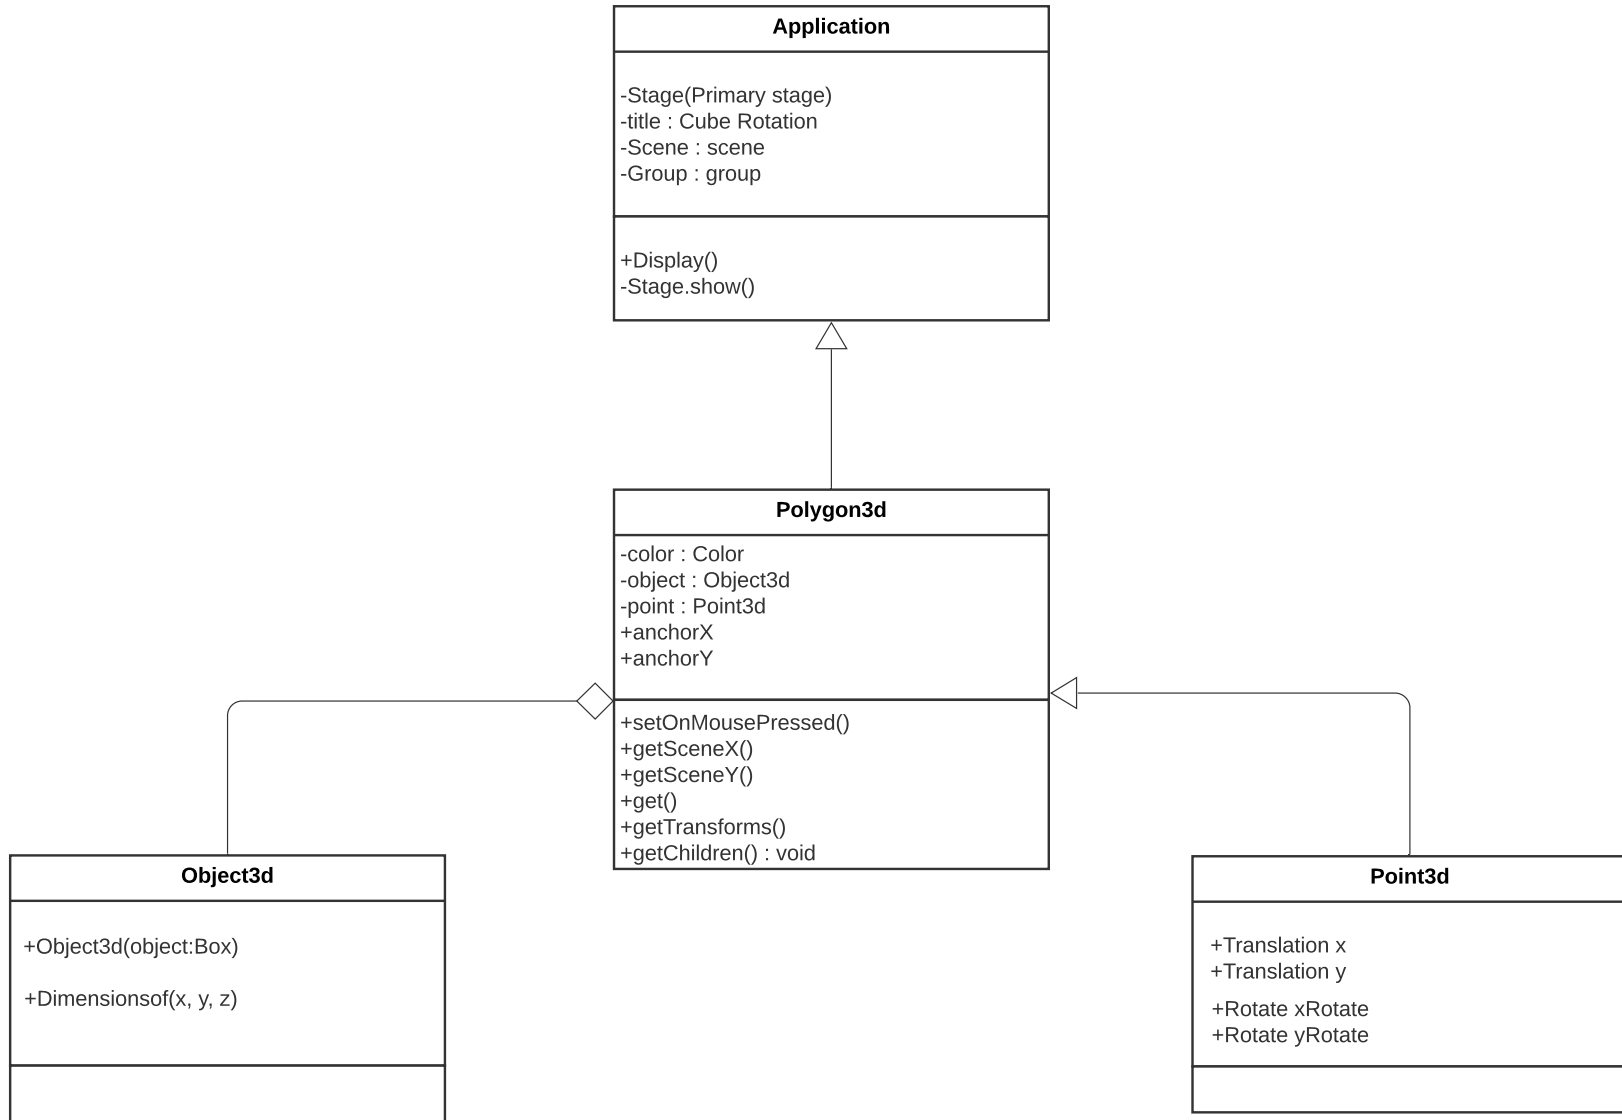 Application
-Stage(Primary stage)
-title : Cube Rotation
-Scene : scene
-Group : group
+Display()
-Stage.show()
Polygon3d
-color : Color
-object : Object3d
-point : Point3d
+anchorX
+anchorY
+setOnMousePressed()
+getSceneX()
+getSceneY()
+get()
+getTransforms()
+getChildren() : void
Object3d
+Object3d(object:Box)
+Dimensionsof(x, y, z)
Point3d
+Translation x
+Translation y
+Rotate xRotate
+Rotate yRotate